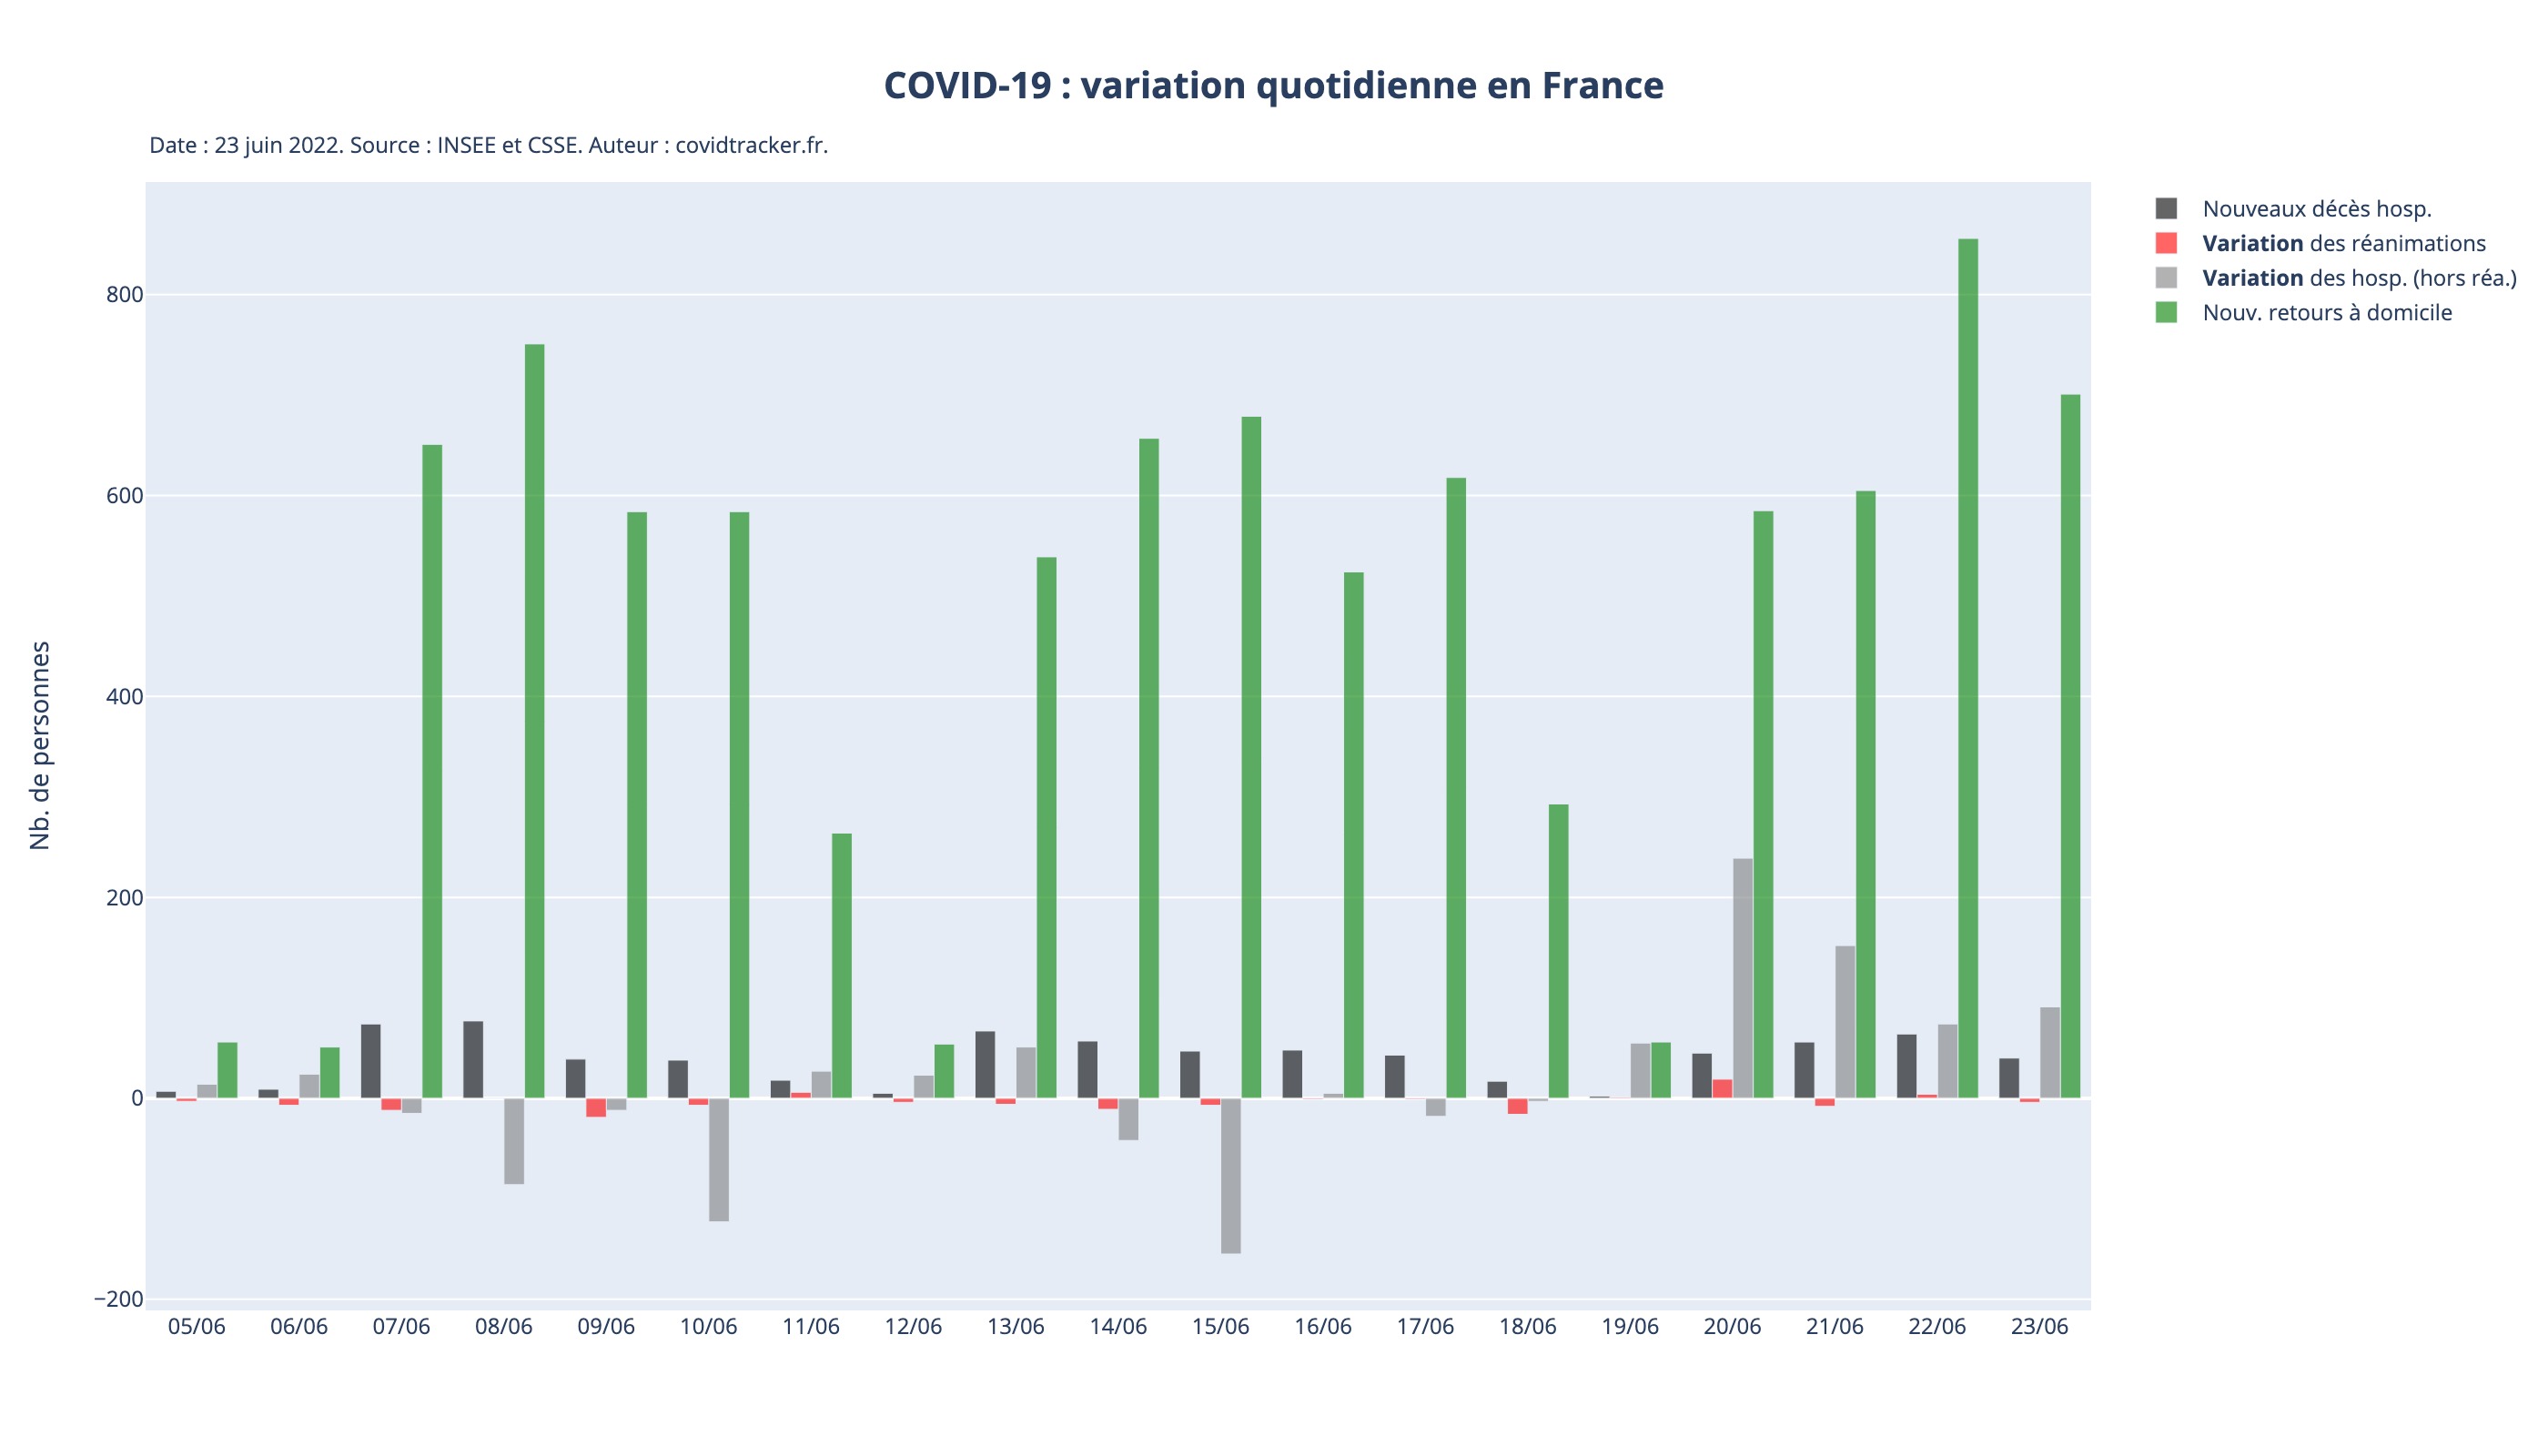 COVID-19 : variation quotidienne en France
Date : 23 juin 2022. Source : INSEE et CSSE. Auteur : covidtracker.fr.
Nouveaux décès hosp.
Variation des réanimations
Variation des hosp. (hors réa.)
Nouv. retours à domicile
Nb. de personnes
800
600
400
200
0
−200
05/06 06/06 07/06 08/06 09/06 10/06 11/06 12/06 13/06 14/06 15/06 16/06 17/06 18/06 19/06 20/06 21/06 22/06 23/06